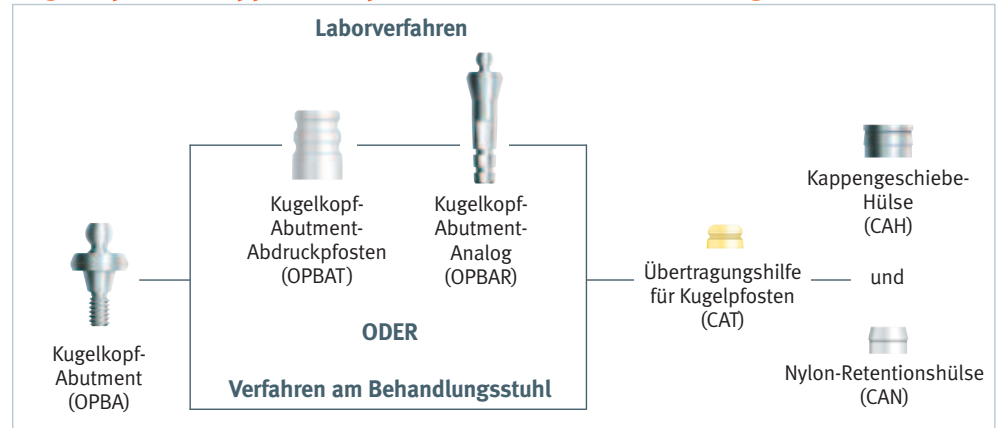 Laborverfahren
Kugelkopf-
Abutment-
Abdruckpfosten
(OPBAT)
Kugelkopf-
Abutment-
Analog
(OPBAR)
Kappengeschiebe-
Hülse
(CAH)
Übertragungshilfe
für Kugelpfosten
(CAT)
und
ODER
Kugelkopf-
Abutment
(OPBA)
Verfahren am Behandlungsstuhl
Nylon-Retentionshülse
(CAN)